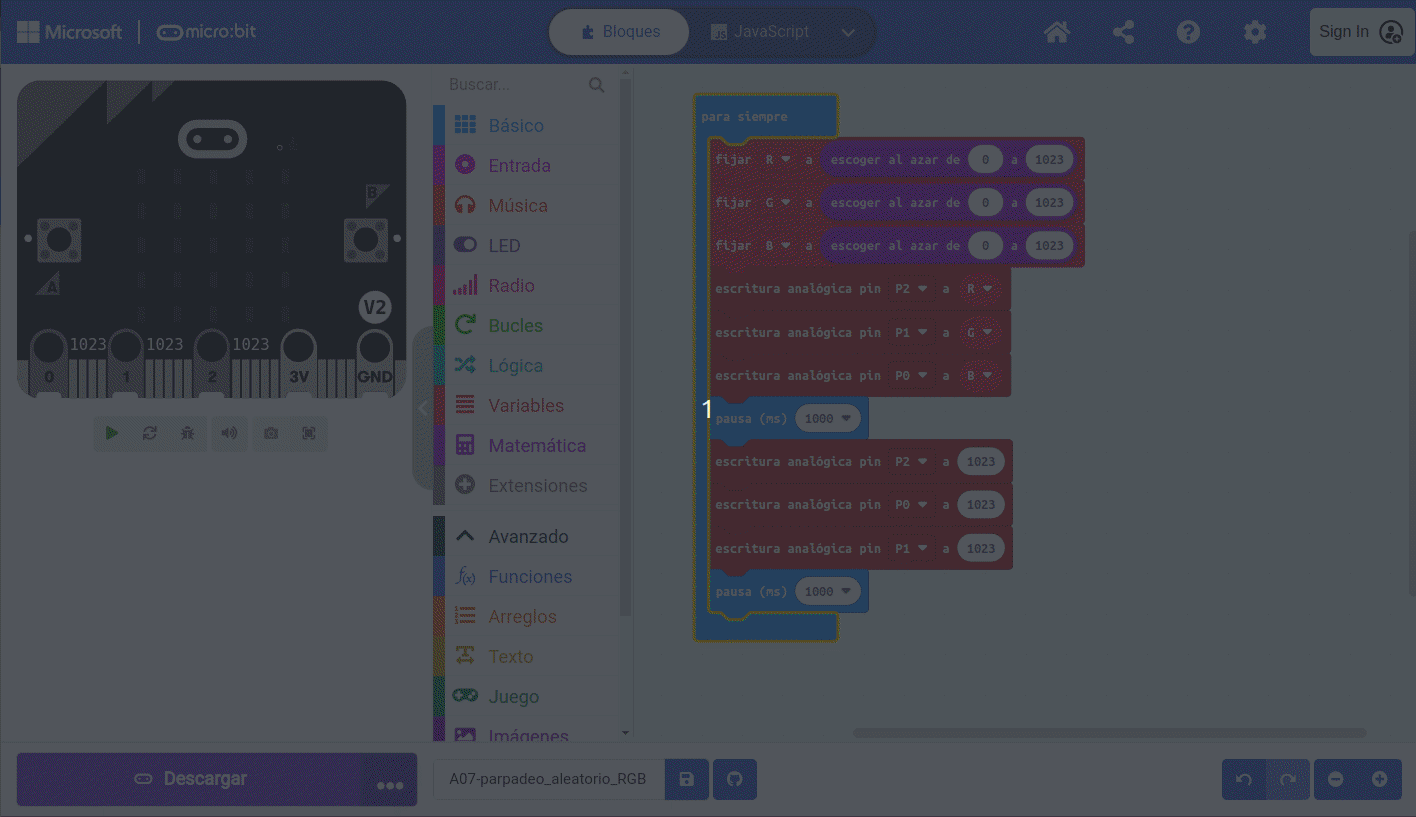 Microsoft
micro:bit
Bloques
JavaScript
Sign In
B
A
V2
1023
1023
1023
0
1
2
3V
GND
Buscar...
Básico
Entrada
Música
LED
Radio
Bucles
Lógica
Variables
Matemática
Extensiones
Avanzado
Funciones
Arreglos
Texto
Juego
Imágenes
para siempre
fijar R a escoger al azar de 0 a 1023
fijar G a escoger al azar de 0 a 1023
fijar B a escoger al azar de 0 a 1023
escritura analógica pin P2 a R
escritura analógica pin P1 a G
escritura analógica pin P0 a B
1
pausa (ms) 1000
escritura analógica pin P2 a 1023
escritura analógica pin P0 a 1023
escritura analógica pin P1 a 1023
pausa (ms) 1000
Descargar
A07-parpadeo_aleatorio_RGB